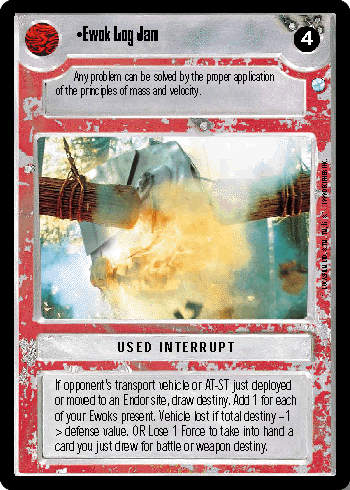 •Ewok Log Jam
4
Any problem can be solved by the proper application
of the principles of mass and velocity.
USED INTERRUPT
If opponent's transport vehicle or AT-ST just deployed
or moved to an Endor site, draw destiny. Add 1 for each
of your Ewoks present. Vehicle lost if total destiny –1
> defense value. OR Lose 1 Force to take into hand a
card you just drew for battle or weapon destiny.